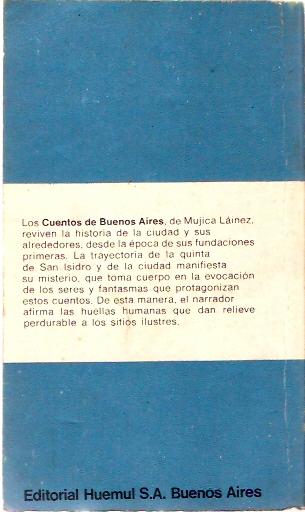 Los Cuentos de Buenos Aires, de Mujica Láinez,
reviven la historia de la ciudad y sus
alrededores, desde la época de sus fundaciones
primeras. La trayectoria de la quinta
de San Isidro y de la ciudad manifiesta
su misterio, que toma cuerpo en la evocación
de los seres y fantasmas que protagonizan
estos cuentos. De esta manera, el narrador
afirma las huellas humanas que dan relieve
perdurable a los sitios ilustres.
Editorial Huemul S.A. Buenos Aires